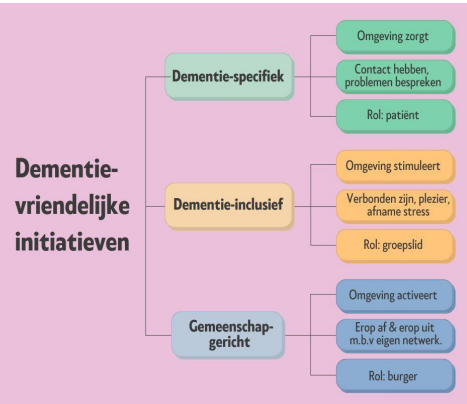 Dementie-
vriendelijke
initiatieven
Dementie-specifiek
Omgeving zorgt
Contact hebben,
problemen bespreken
Rol: patiënt
Dementie-inclusief
Omgeving stimuleert
Verbonden zijn, plezier,
afname stress
Rol: groepslid
Gemeenschap-
gericht
Omgeving activeert
Erop af & erop uit
m.b.v eigen netwerk.
Rol: burger